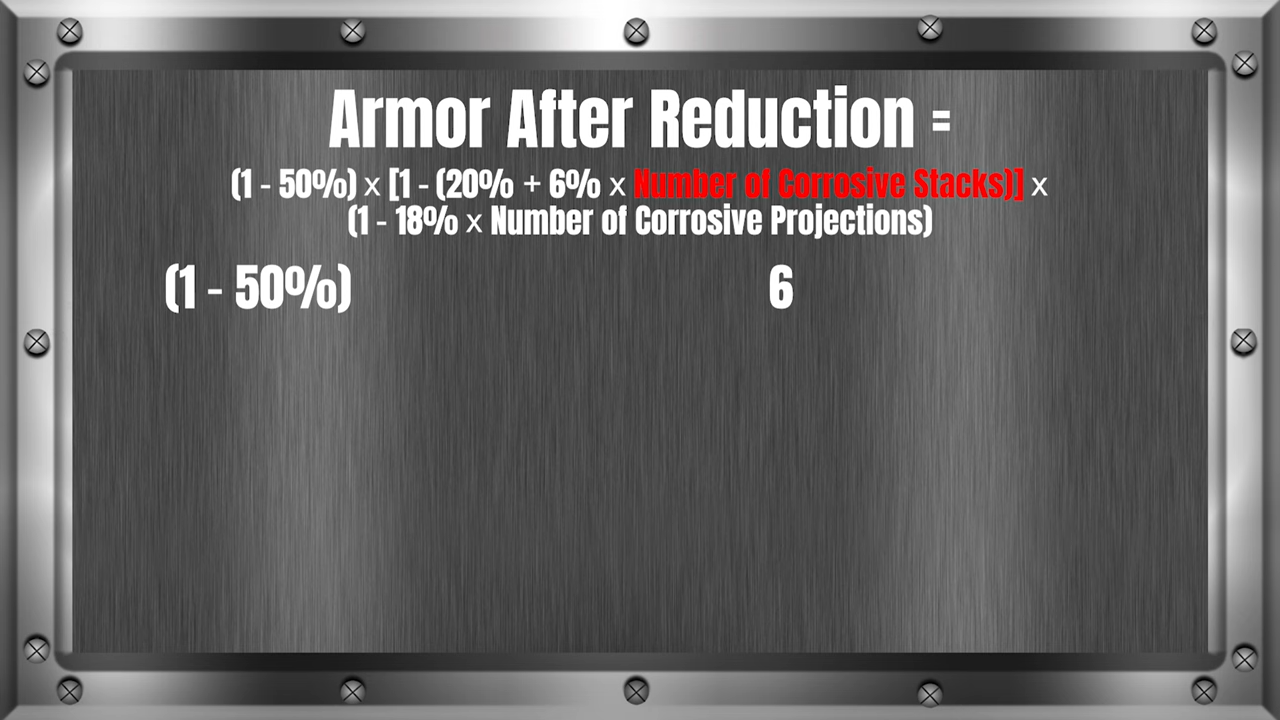 Armor After Reduction =
(1 - 50%) x [1 - (20% + 6% x Number of Corrosive Stacks)] x
(1 - 18% x Number of Corrosive Projections)
(1 - 50%) 6